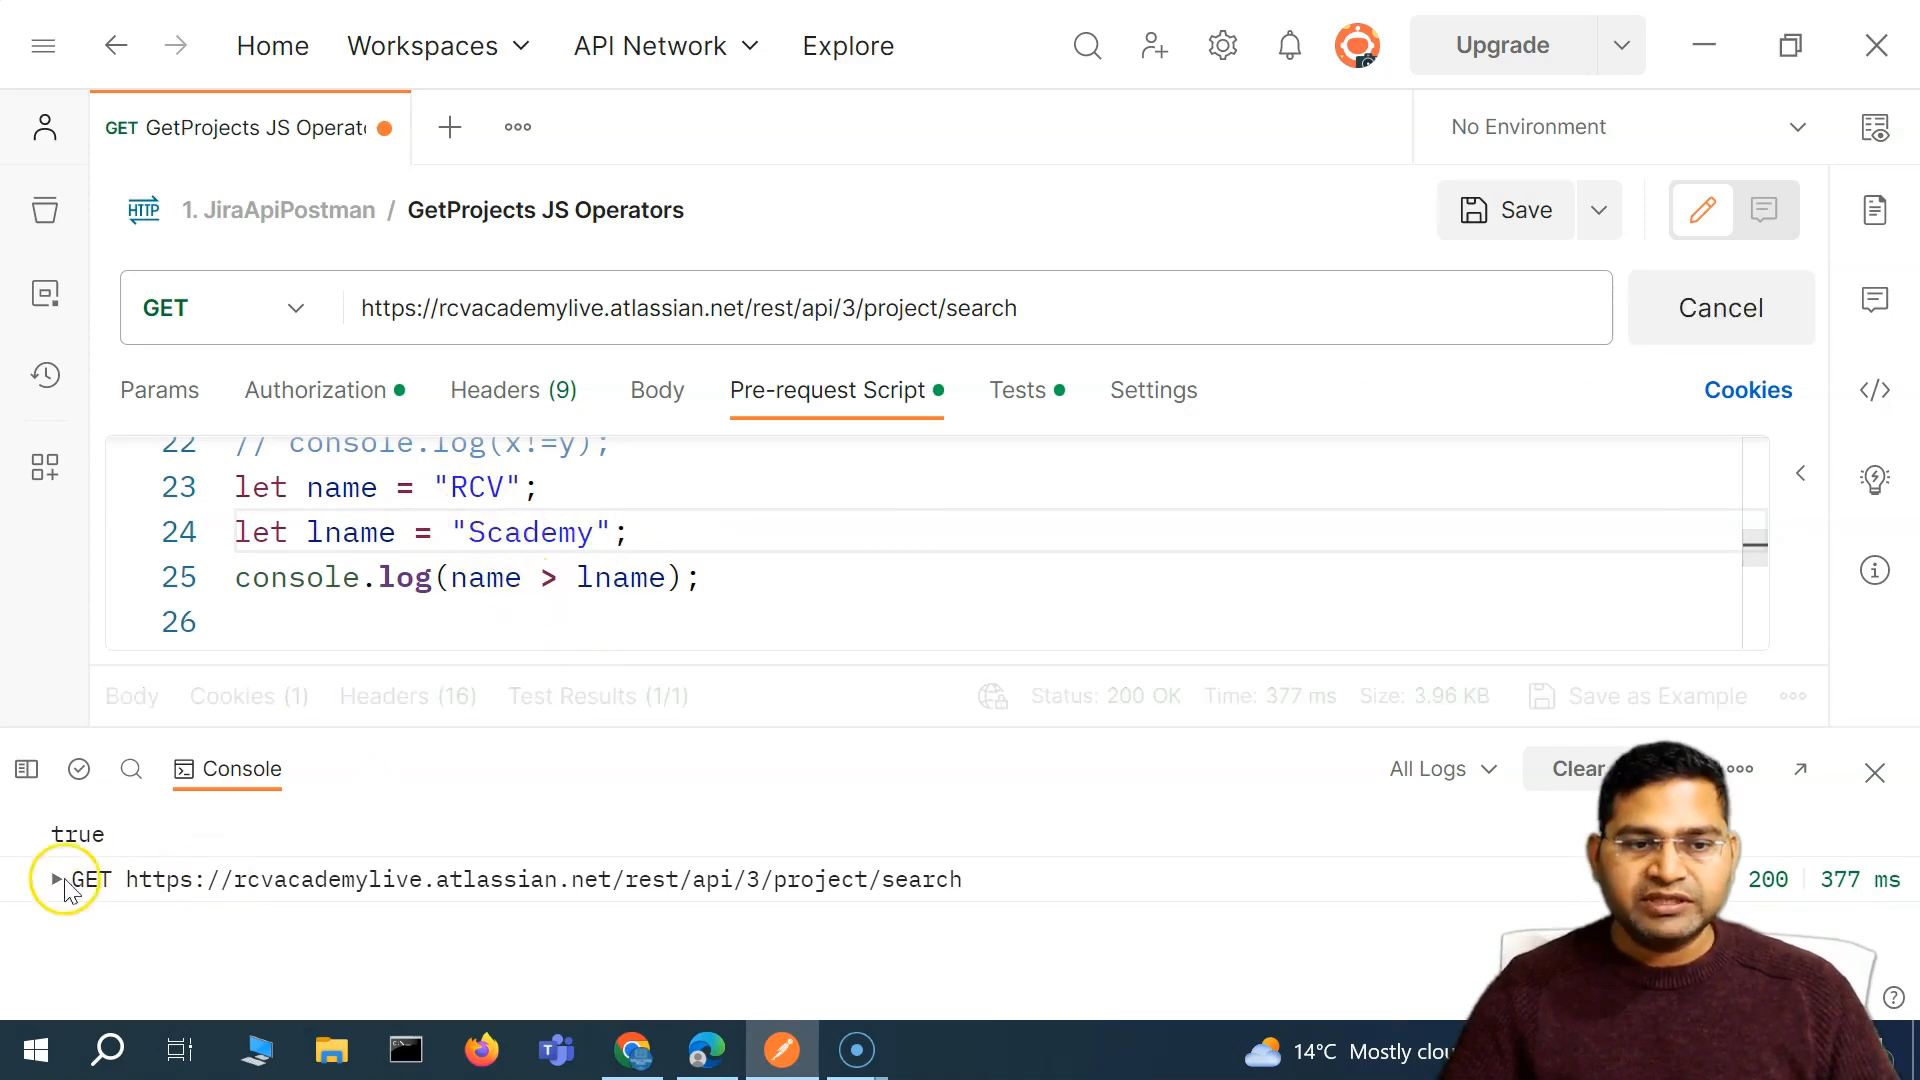 Home Workspaces API Network Explore Upgrade
GET GetProjects JS Operat No Environment
HTTP 1. JiraApiPostman / GetProjects JS Operators Save
GET https://rcvacademylive.atlassian.net/rest/api/3/project/search Cancel
Params Authorization Headers (9) Body Pre-request Script Tests Settings Cookies
22 // console.log(x!=y);
23 let name = "RCV";
24 let lname = "Scademy";
25 console.log(name > lname);
26
Body Cookies (1) Headers (16) Test Results (1/1) Status: 200 OK Time: 377 ms Size: 3.96 KB Save as Example
Console All Logs Clear
true
GET https://rcvacademylive.atlassian.net/rest/api/3/project/search 200 377 ms
14°C Mostly clou